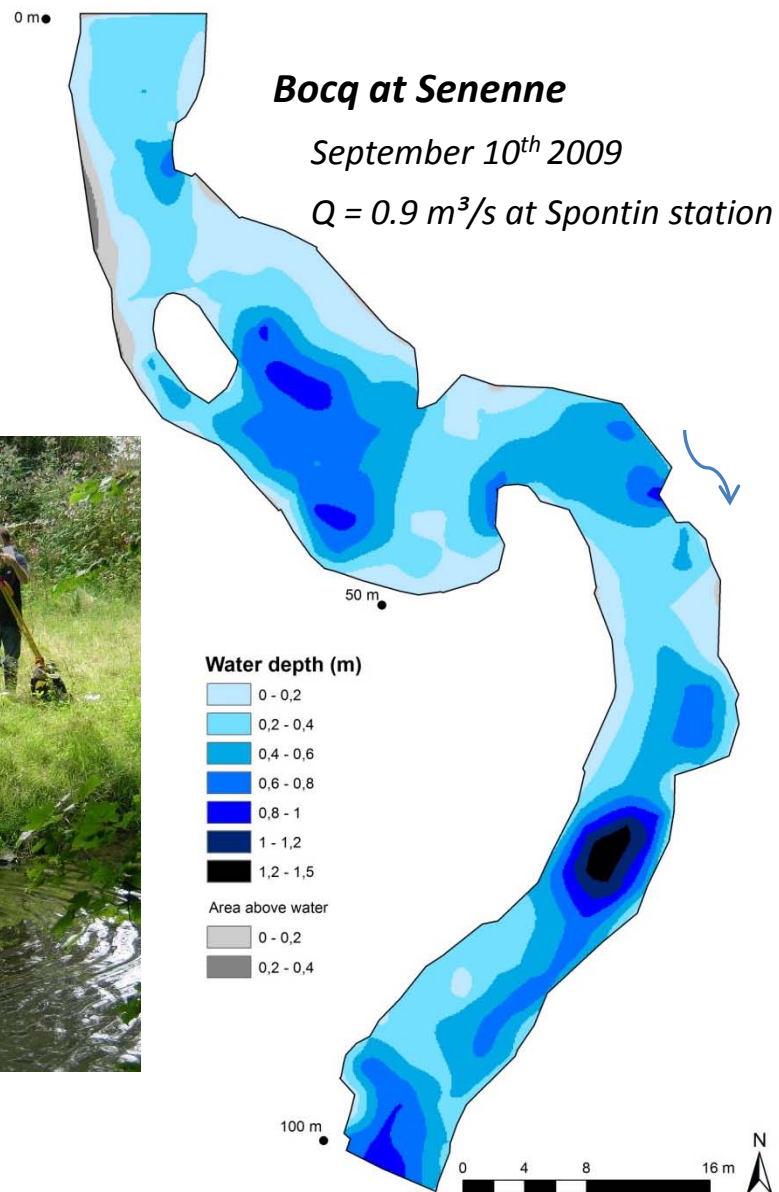 0 m
Bocq at Senenne
September 10th 2009
Q = 0.9 m³/s at Spontin station
50 m
Water depth (m)
0 - 0,2
0,2 - 0,4
0,4 - 0,6
0,6 - 0,8
0,8 - 1
1 - 1,2
1,2 - 1,5
Area above water
0 - 0,2
0,2 - 0,4
100 m
N
0 4 8 16 m